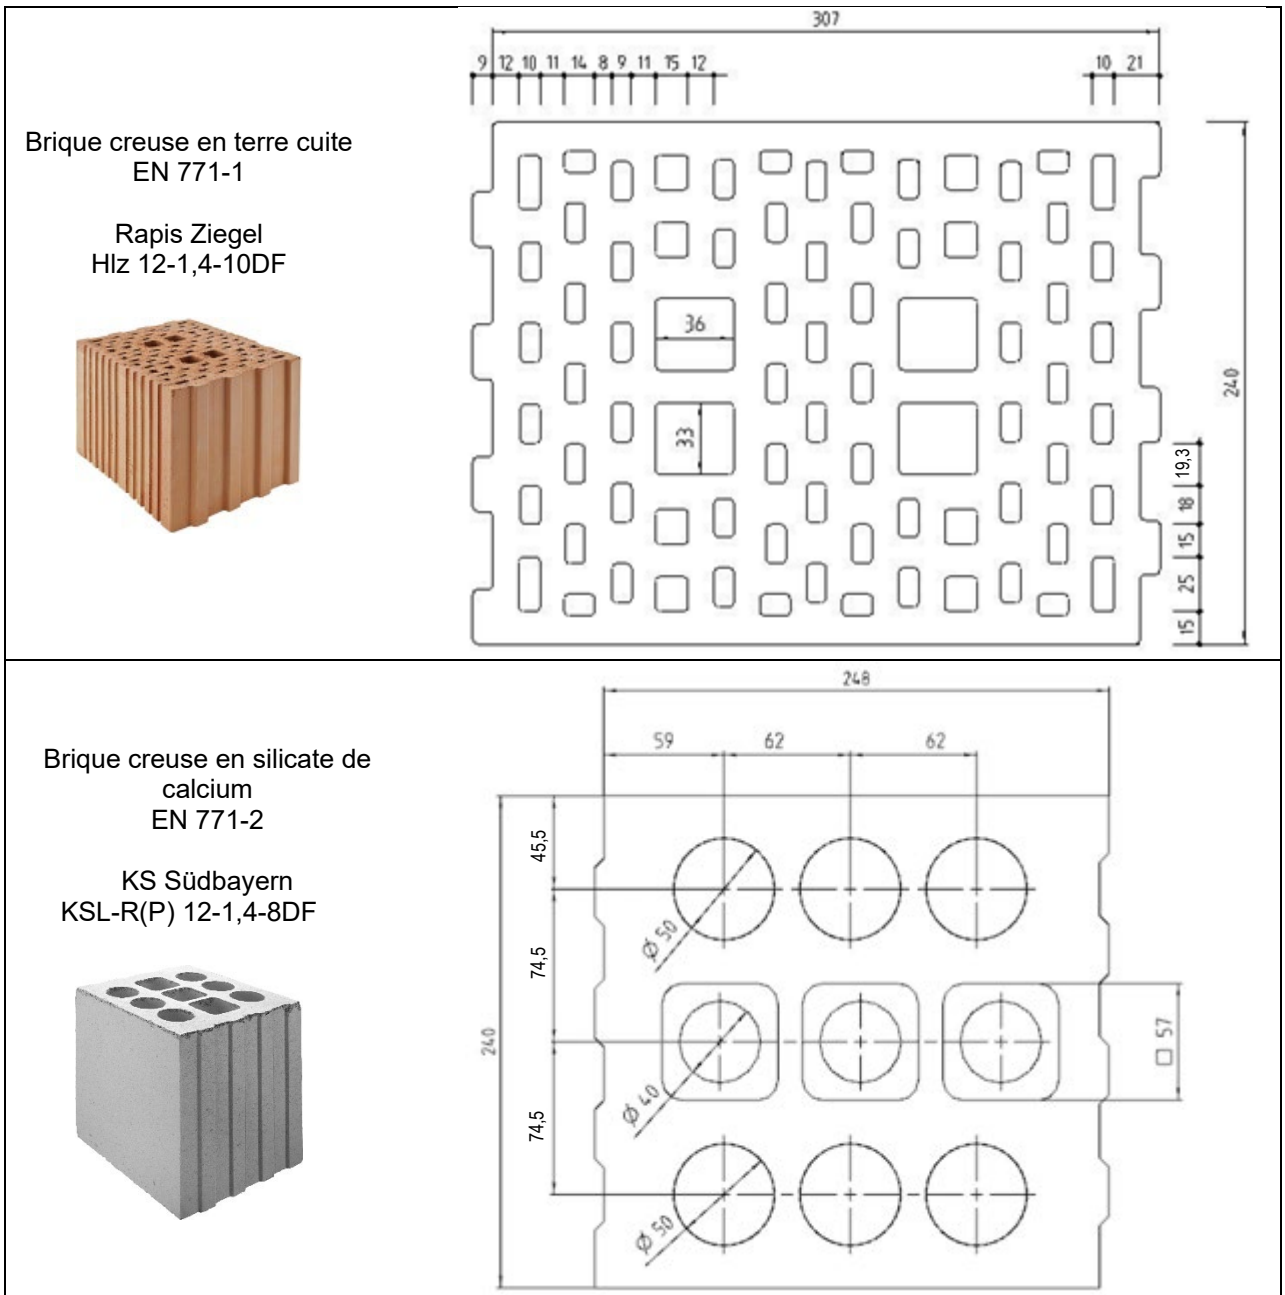 307
9 12 10 11 14 8 9 11 15 12 10 21
Brique creuse en terre cuite
EN 771-1
Rapis Ziegel
Hlz 12-1,4-10DF
36
33
240
19,3
18
15
25
15
248
59 62 62
Brique creuse en silicate de
calcium
EN 771-2
KS Südbayern
KSL-R(P) 12-1,4-8DF
45,5
74,5
74,5
240
Ø 50
Ø 40
Ø 50
□ 57